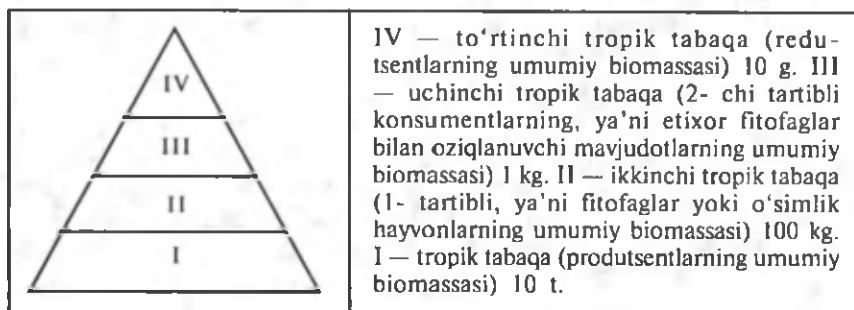 IV
III
II
I
IV — to‘rtinchi tropik tabaqa (redu-
tsentlarning umumiy biomassasi) 10 g. III
— uchinchi tropik tabaqa (2- chi tartibli
konsumentlarning, ya’ni etixor fitofaglar
bilan oziqlanuvchi mavjudotlarning umumiy
biomassasi) 1 kg. II — ikkinchi tropik tabaqa
(1- tartibli, ya’ni fitofaglar yoki o‘simlik
hayvonlarning umumiy biomassasi) 100 kg.
I — tropik tabaqa (produtsentlarning umumiy
biomassasi) 10 t.